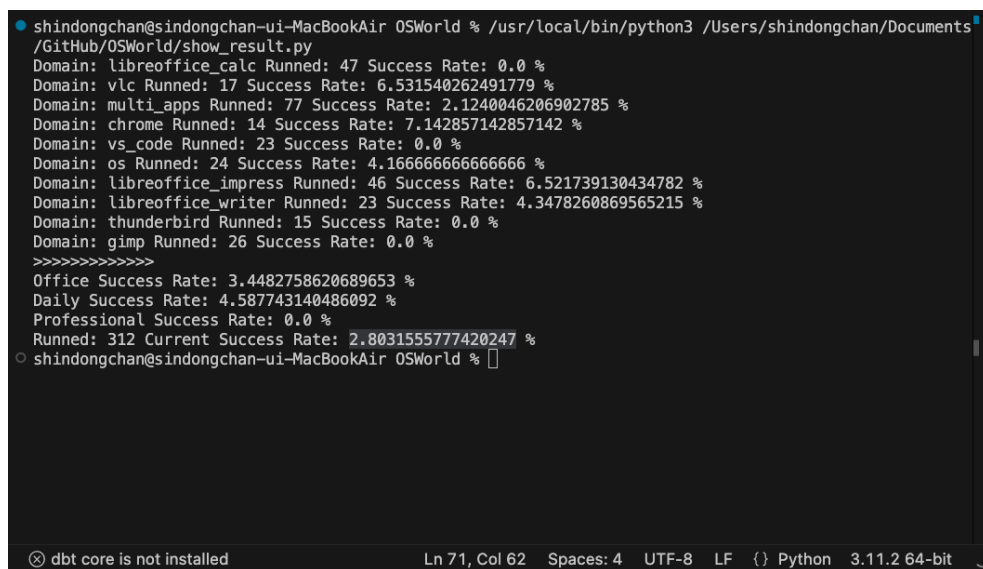 shindongchan@sindongchan-ui-MacBookAir OSWorld % /usr/local/bin/python3 /Users/shindongchan/Documents
/GitHub/OSWorld/show_result.py
Domain: libreoffice_calc Runned: 47 Success Rate: 0.0 %
Domain: vlc Runned: 17 Success Rate: 6.531540262491779 %
Domain: multi_apps Runned: 77 Success Rate: 2.1240046206902785 %
Domain: chrome Runned: 14 Success Rate: 7.142857142857142 %
Domain: vs_code Runned: 23 Success Rate: 0.0 %
Domain: os Runned: 24 Success Rate: 4.166666666666666 %
Domain: libreoffice_impress Runned: 46 Success Rate: 6.521739130434782 %
Domain: libreoffice_writer Runned: 23 Success Rate: 4.3478260869565215 %
Domain: thunderbird Runned: 15 Success Rate: 0.0 %
Domain: gimp Runned: 26 Success Rate: 0.0 %
>>>>>>>>>>>>>
Office Success Rate: 3.4482758620689653 %
Daily Success Rate: 4.587743140486092 %
Professional Success Rate: 0.0 %
Runned: 312 Current Success Rate: 2.8031555777420247 %
shindongchan@sindongchan-ui-MacBookAir OSWorld %
dbt core is not installed Ln 71, Col 62 Spaces: 4 UTF-8 LF {} Python 3.11.2 64-bit